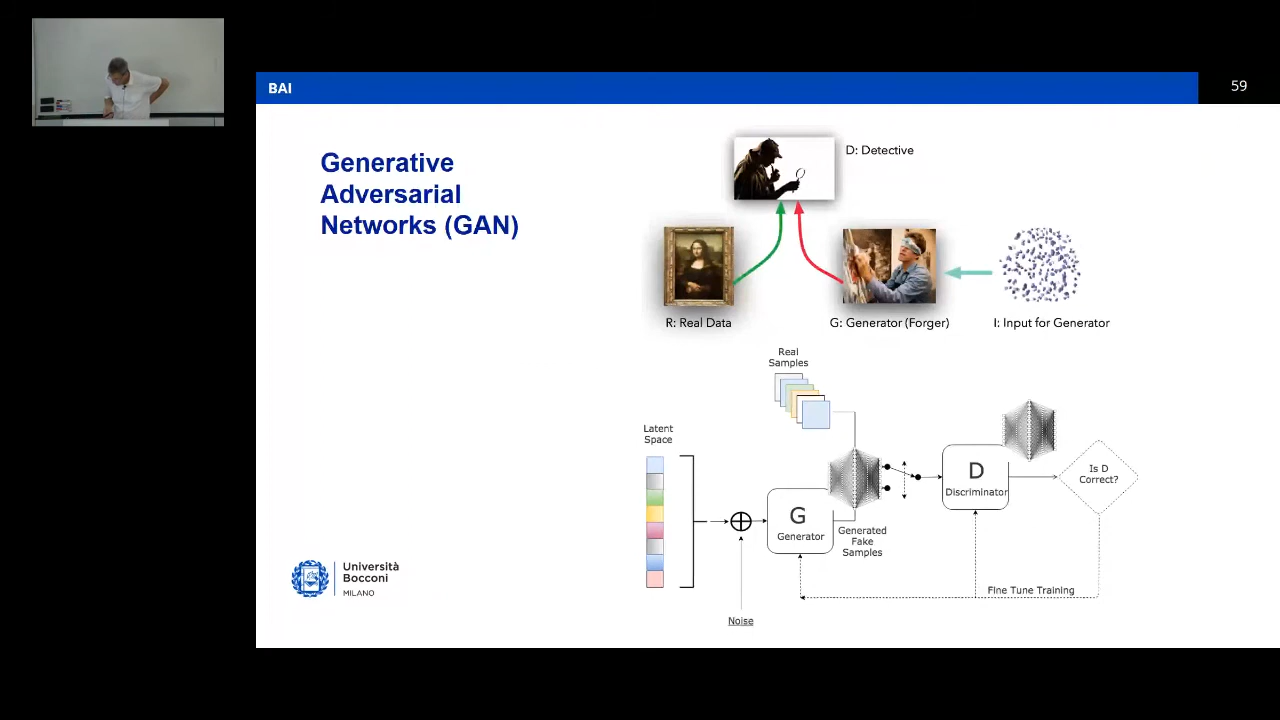 BAI
59
Generative
Adversarial
Networks (GAN)
D: Detective
R: Real Data
G: Generator (Forger)
I: Input for Generator
Real
Samples
Latent
Space
G
Generator
Generated
Fake
Samples
D
Discriminator
Is D
Correct?
Fine Tune Training
Noise
Università
Bocconi
MILANO